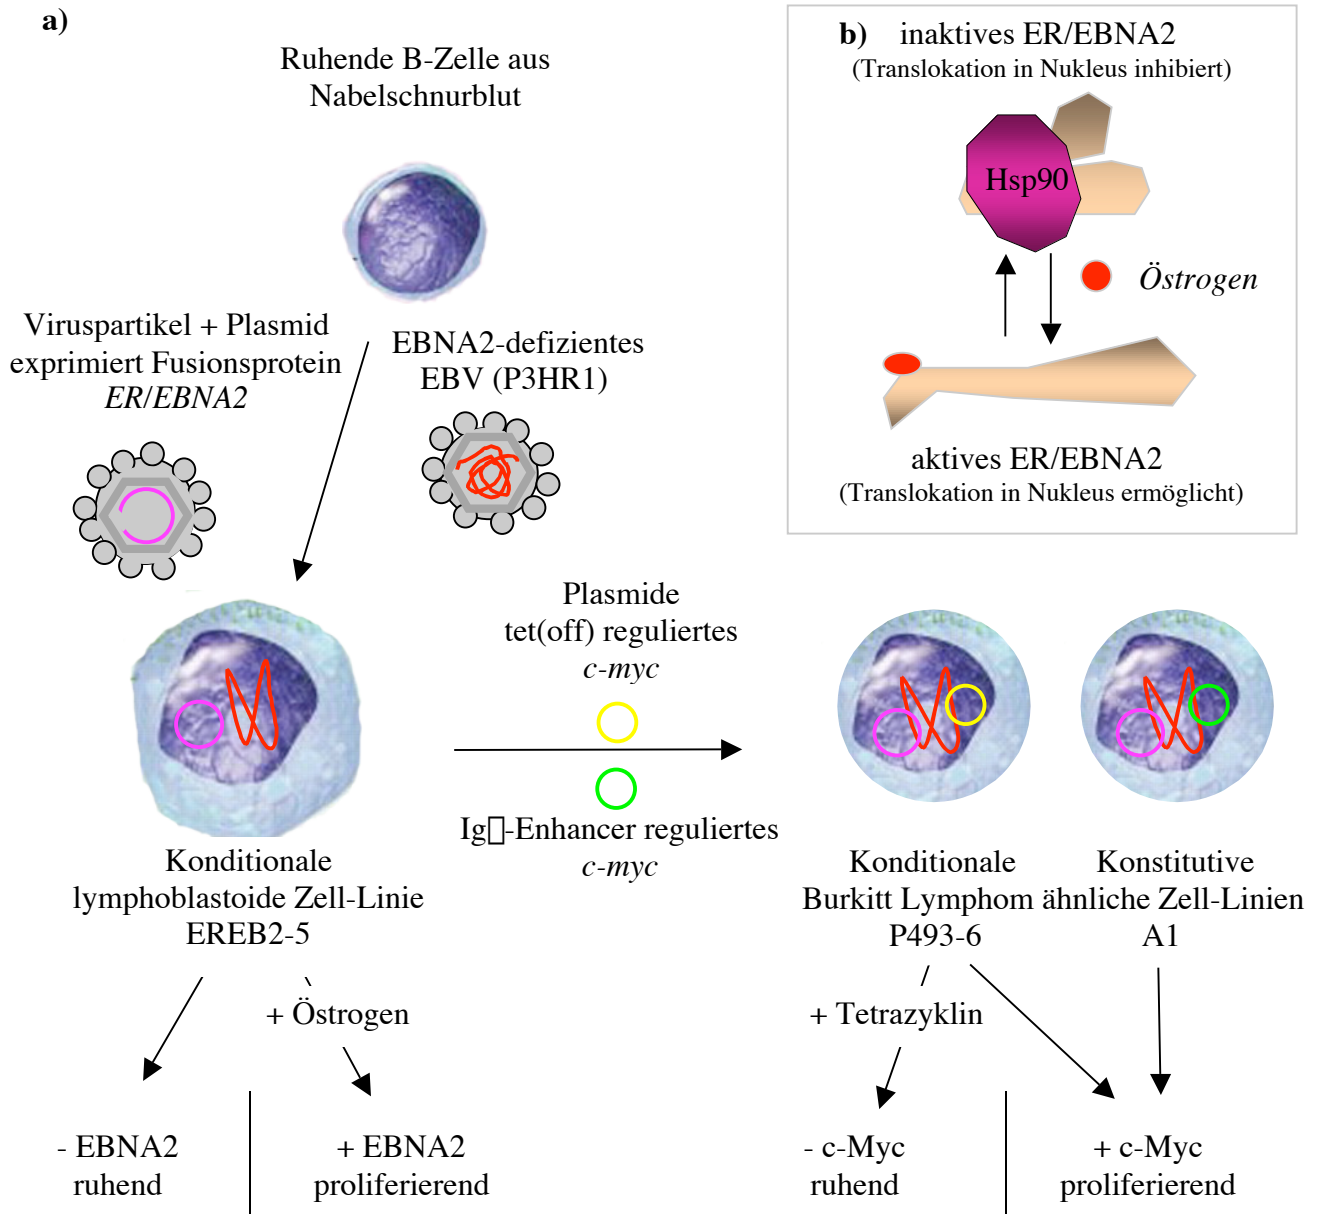 a)
Ruhende B-Zelle aus
Nabelschnurblut
Viruspartikel + Plasmid
exprimiert Fusionsprotein
ER/EBNA2
EBNA2-defizientes
EBV (P3HR1)
b) inaktives ER/EBNA2
(Translokation in Nukleus inhibiert)
Hsp90
Östrogen
aktives ER/EBNA2
(Translokation in Nukleus ermöglicht)
Plasmide
tet(off) reguliertes
c-myc
Ig▯-Enhancer reguliertes
c-myc
Konditionale
lymphoblastoide Zell-Linie
EREB2-5
Konditionale Konstitutive
Burkitt Lymphom ähnliche Zell-Linien
P493-6 A1
+ Östrogen
+ Tetrazyklin
- EBNA2
ruhend
+ EBNA2
proliferierend
- c-Myc
ruhend
+ c-Myc
proliferierend